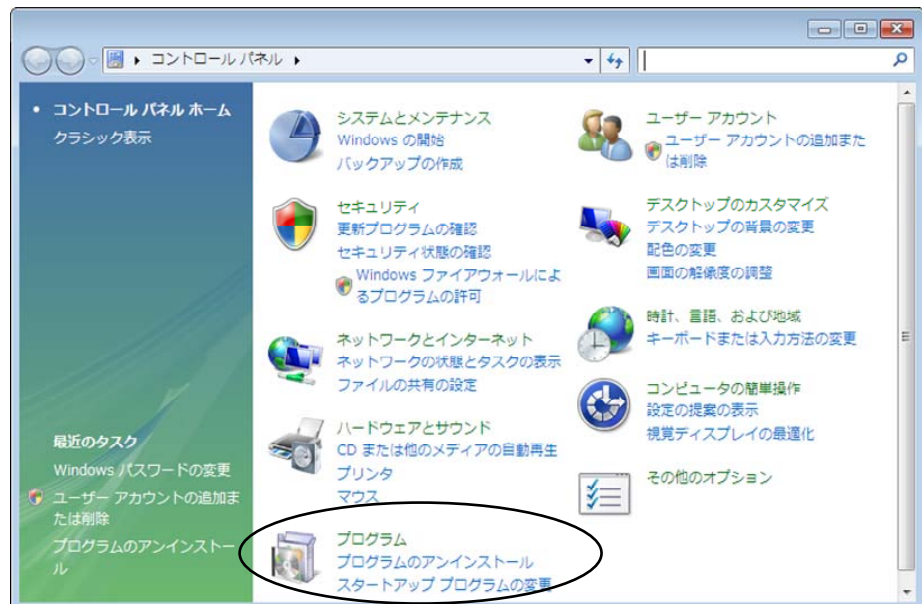 コントロール パネル
コントロール パネル ホーム
クラシック表示
最近のタスク
Windows パスワードの変更
ユーザー アカウントの追加ま
たは削除
プログラムのアンインストー
ル
システムとメンテナンス
Windows の開始
バックアップの作成
セキュリティ
更新プログラムの確認
セキュリティ状態の確認
Windows ファイアウォールによ
るプログラムの許可
ネットワークとインターネット
ネットワークの状態とタスクの表示
ファイルの共有の設定
ハードウェアとサウンド
CD または他のメディアの自動再生
プリンタ
マウス
プログラム
プログラムのアンインストール
スタートアップ プログラムの変更
ユーザー アカウント
ユーザー アカウントの追加また
は削除
デスクトップのカスタマイズ
デスクトップの背景の変更
配色の変更
画面の解像度の調整
時計、言語、および地域
キーボードまたは入力方法の変更
コンピュータの簡単操作
設定の提案の表示
視覚ディスプレイの最適化
その他のオプション